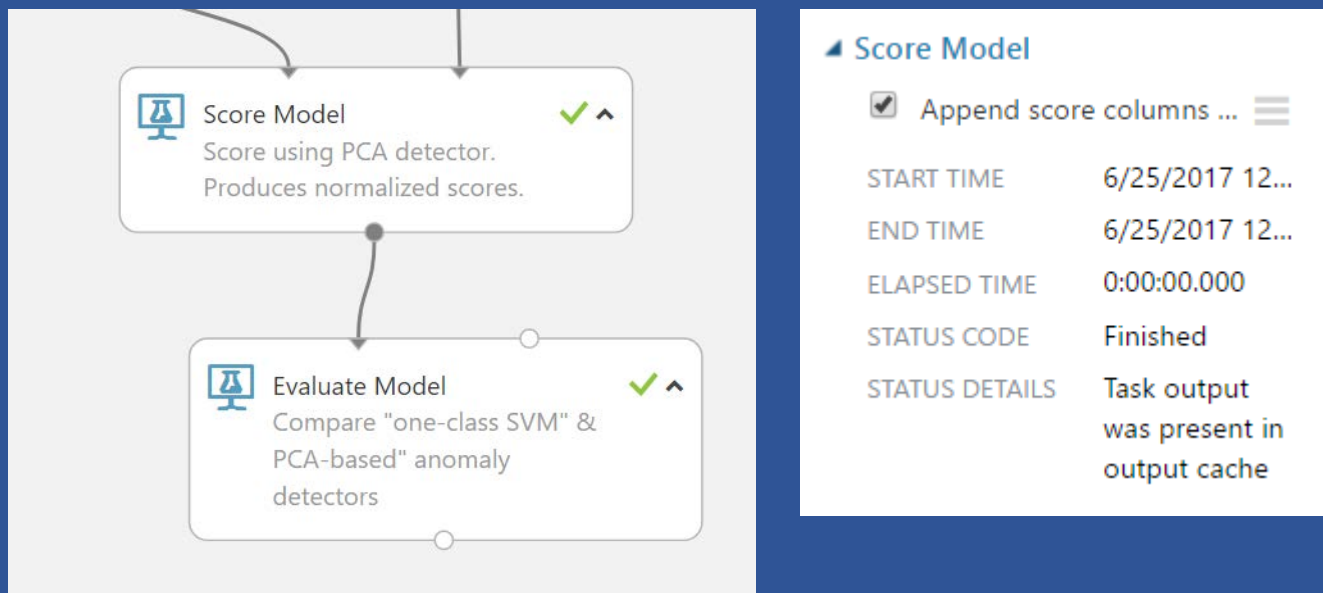 Score Model
Score using PCA detector.
Produces normalized scores.
Evaluate Model
Compare "one-class SVM" &
PCA-based" anomaly
detectors
Score Model
Append score columns ...
START TIME 6/25/2017 12...
END TIME 6/25/2017 12...
ELAPSED TIME 0:00:00.000
STATUS CODE Finished
STATUS DETAILS Task output
was present in
output cache